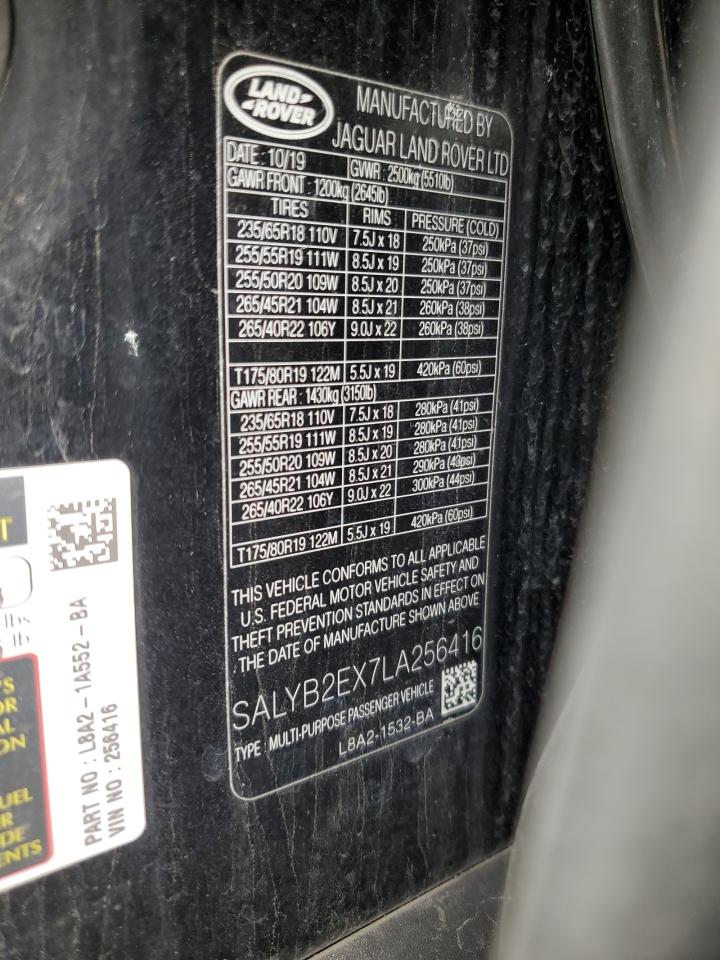 LAND
ROVER
MANUFACTURED BY
JAGUAR LAND ROVER LTD
DATE : 10/19 GVWR : 2500kg (5510lb)
GAWR FRONT : 1200kg (2645lb)
TIRES RIMS PRESSURE (COLD)
235/65R18 110V 7.5J x 18 250kPa (37psi)
255/55R19 111W 8.5J x 19 250kPa (37psi)
255/50R20 109W 8.5J x 20 250kPa (37psi)
265/45R21 104W 8.5J x 21 260kPa (38psi)
265/40R22 106Y 9.0J x 22 260kPa (38psi)
T175/80R19 122M 5.5J x 19 420kPa (60psi)
GAWR REAR : 1430kg (3150lb)
235/65R18 110V 7.5J x 18 280kPa (41psi)
255/55R19 111W 8.5J x 19 280kPa (41psi)
255/50R20 109W 8.5J x 20 280kPa (41psi)
265/45R21 104W 8.5J x 21 290kPa
265/40R22 106Y 9.0J x 22 300kPa (44psi)
T175/80R19 122M 5.5J x 19 420kPa (60psi)
THIS VEHICLE CONFORMS TO ALL APPLICABLE
U.S. FEDERAL MOTOR VEHICLE SAFETY AND
THEFT PREVENTION STANDARDS IN EFFECT ON
THE DATE OF MANUFACTURE SHOWN ABOVE
SALYB2EX7LA256416
TYPE : MULTI-PURPOSE PASSENGER VEHICLE
L8A2-1532-BA
PART NO : L8A2-1A552-BA
VIN NO : 256416
T
lbs
lbs
S
OR
AL
ION
UEL
R
DE
ENTS